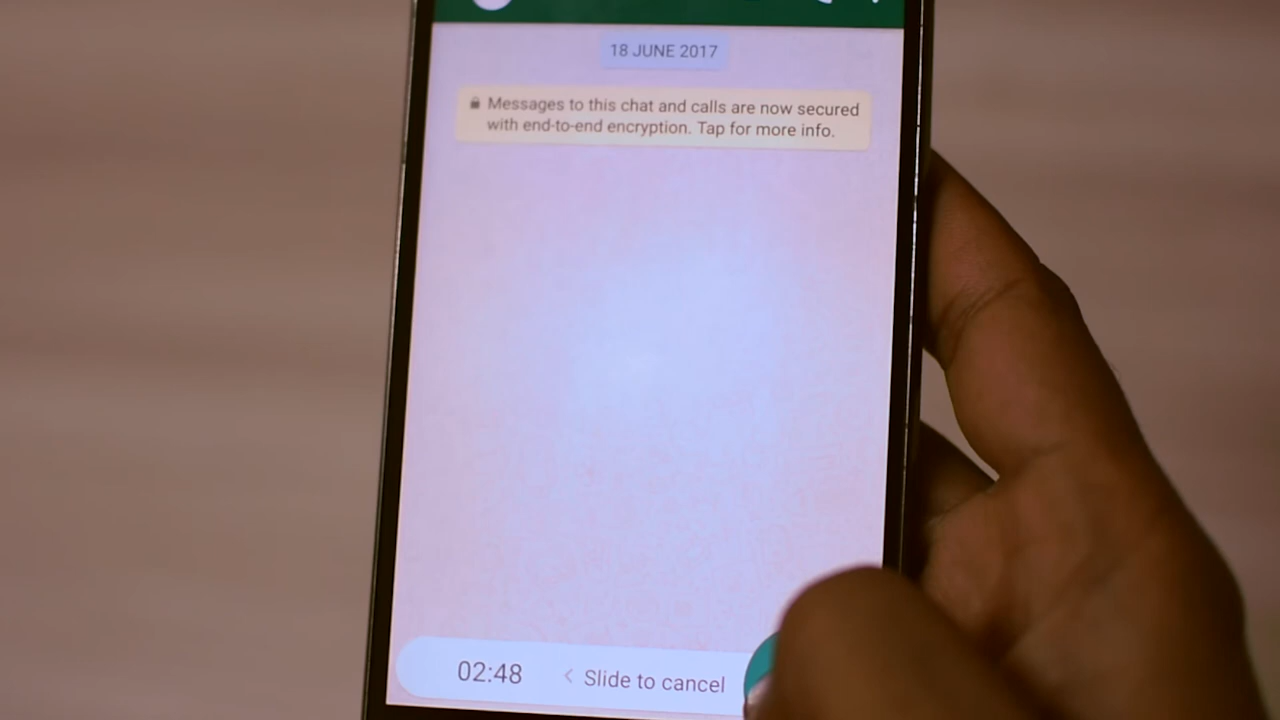 18 JUNE 2017
Messages to this chat and calls are now secured
with end-to-end encryption. Tap for more info.
02:48 < Slide to cancel